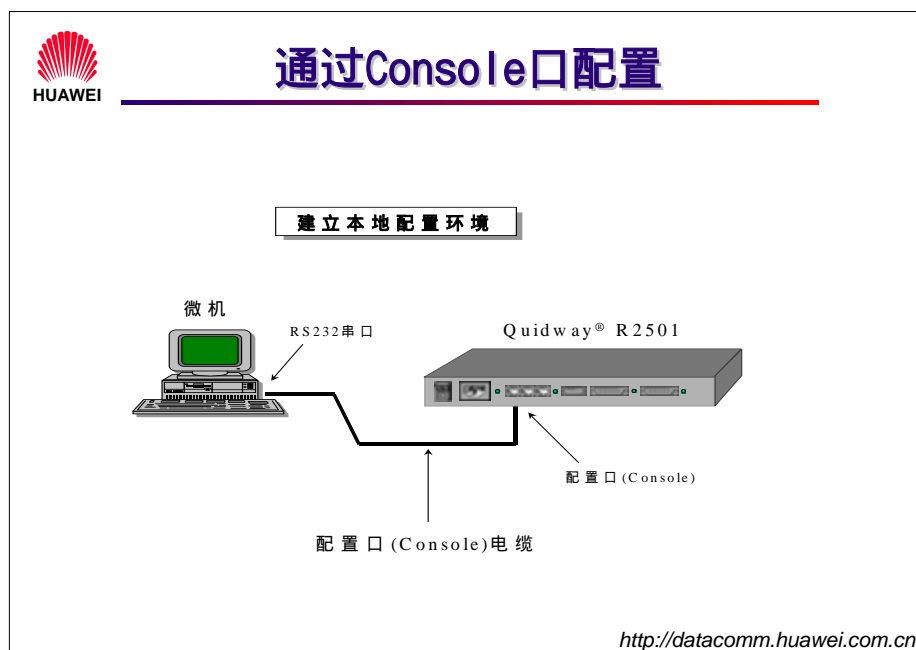 HUAWEI
通过Console口配置
建立本地配置环境
微机
RS232串口
Quidway® R2501
配置口(Console)
配置口(Console)电缆
http://datacomm.huawei.com.cn